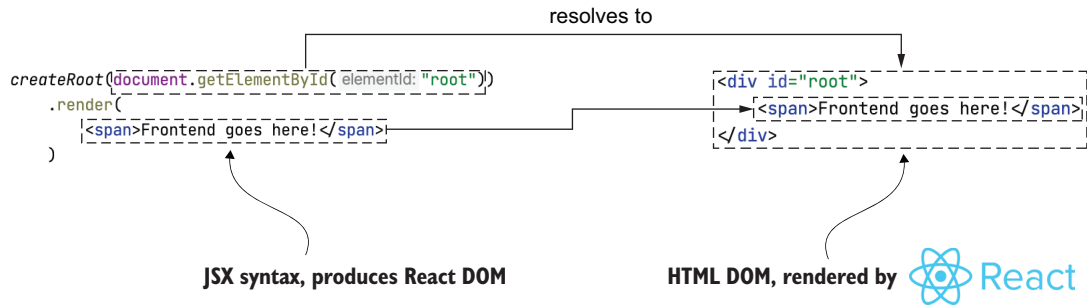 resolves to
createRoot(document.getElementById( elementId: "root"))
.render(
<span>Frontend goes here!</span>
)
<div id="root">
<span>Frontend goes here!</span>
</div>
JSX syntax, produces React DOM
HTML DOM, rendered by
React